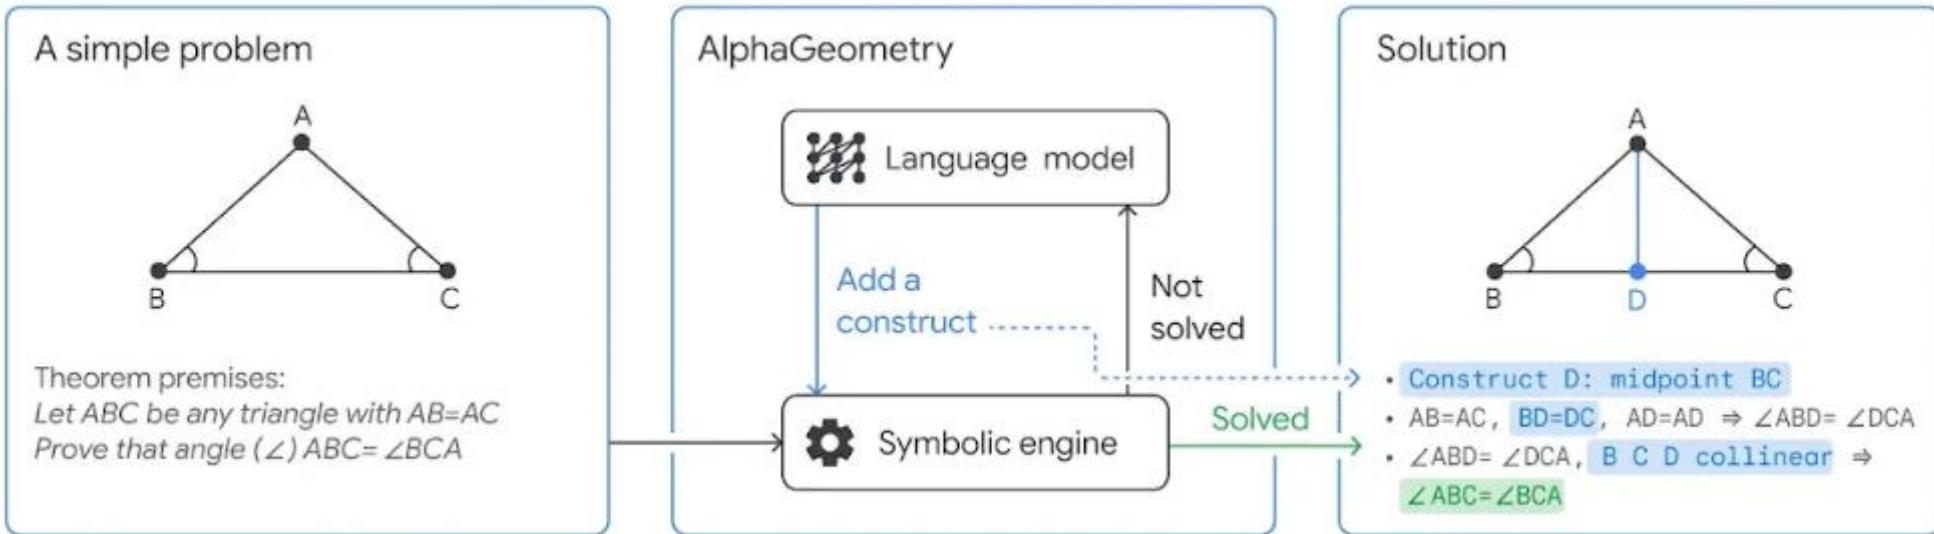 A simple problem
A
B
C
Theorem premises:
Let ABC be any triangle with AB=AC
Prove that angle (∠) ABC= ∠BCA
AlphaGeometry
Language model
Add a
construct
Not
solved
Symbolic engine
Solved
Solution
A
B
D
C
• Construct D: midpoint BC
• AB=AC, BD=DC, AD=AD ⇒ ∠ABD= ∠DCA
• ∠ABD= ∠DCA, B C D collinear ⇒
∠ABC=∠BCA